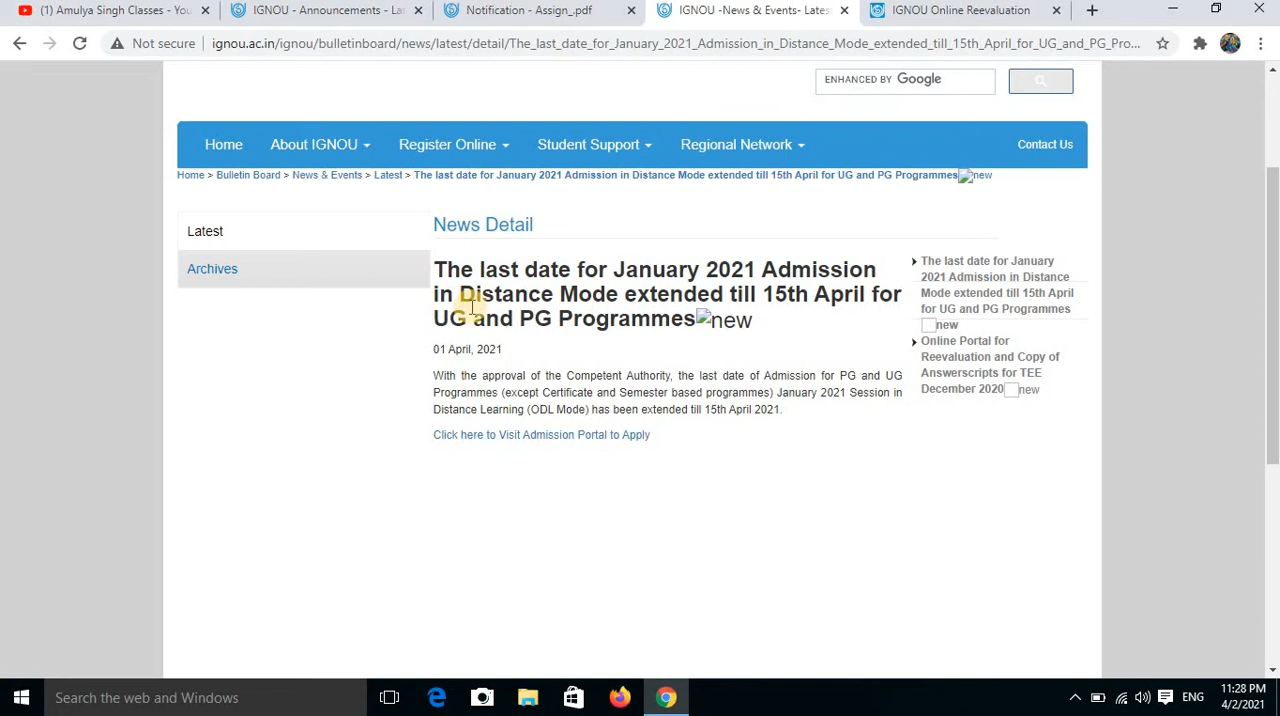 (1) Amulya Singh Classes - You
IGNOU - Announcements - Lat
Notification - Assign_.pdf
IGNOU -News & Events- Lates
IGNOU Online Reevaluation
Not secure
ignou.ac.in/ignou/bulletinboard/news/latest/detail/The_last_date_for_January_2021_Admission_in_Distance_Mode_extended_till_15th_April_for_UG_and_PG_Pro...
ENHANCED BY Google
Home About IGNOU Register Online Student Support Regional Network Contact Us
Home > Bulletin Board > News & Events > Latest > The last date for January 2021 Admission in Distance Mode extended till 15th April for UG and PG Programmes new
Latest
Archives
News Detail
The last date for January 2021 Admission
in Distance Mode extended till 15th April for
UG and PG Programmes new
01 April, 2021
With the approval of the Competent Authority, the last date of Admission for PG and UG
Programmes (except Certificate and Semester based programmes) January 2021 Session in
Distance Learning (ODL Mode) has been extended till 15th April 2021.
Click here to Visit Admission Portal to Apply
The last date for January
2021 Admission in Distance
Mode extended till 15th April
for UG and PG Programmes
new
Online Portal for
Reevaluation and Copy of
Answerscripts for TEE
December 2020 new
Search the web and Windows
ENG
11:28 PM
4/2/2021